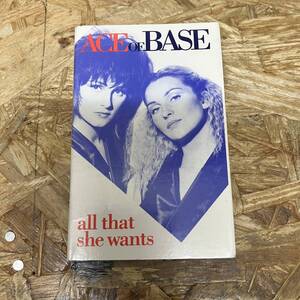 ACE OF BASE
all that
she wants